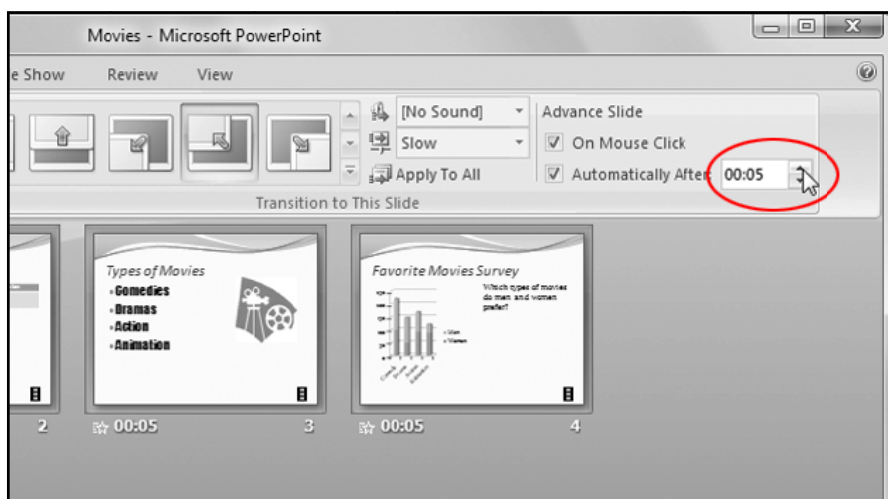 Movies - Microsoft PowerPoint
e Show Review View
[No Sound] Advance Slide
Slow On Mouse Click
Apply To All Automatically After: 00:05
Transition to This Slide
Types of Movies
Comedies
Dramas
Action
Animation
Favorite Movies Survey
Which types of movies
do men and women
prefer?
Men
Women
2 00:05 3 00:05 4